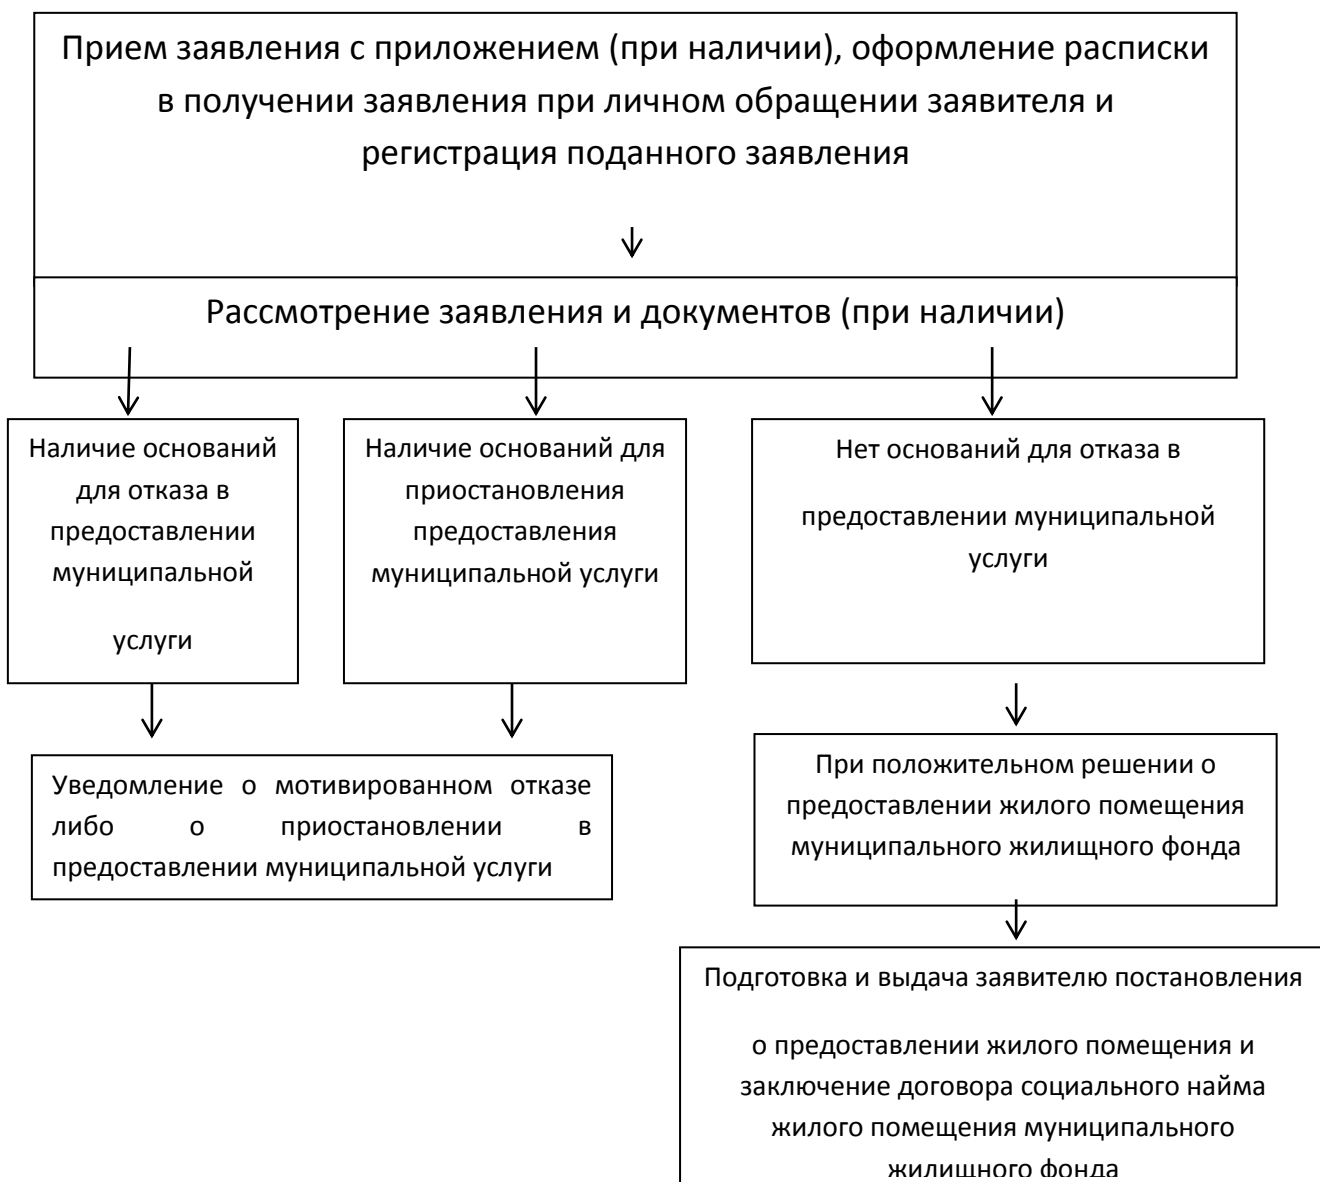 Прием заявления с приложением (при наличии), оформление расписки
в получении заявления при личном обращении заявителя и
регистрация поданного заявления
Рассмотрение заявления и документов (при наличии)
Наличие оснований
для отказа в
предоставлении
муниципальной
услуги
Наличие оснований для
приостановления
предоставления
муниципальной услуги
Нет оснований для отказа в
предоставлении муниципальной
услуги
Уведомление о мотивированном отказе
либо о приостановлении в
предоставлении муниципальной услуги
При положительном решении о
предоставлении жилого помещения
муниципального жилищного фонда
Подготовка и выдача заявителю постановления
о предоставлении жилого помещения и
заключение договора социального найма
жилого помещения муниципального
жилищного фонда